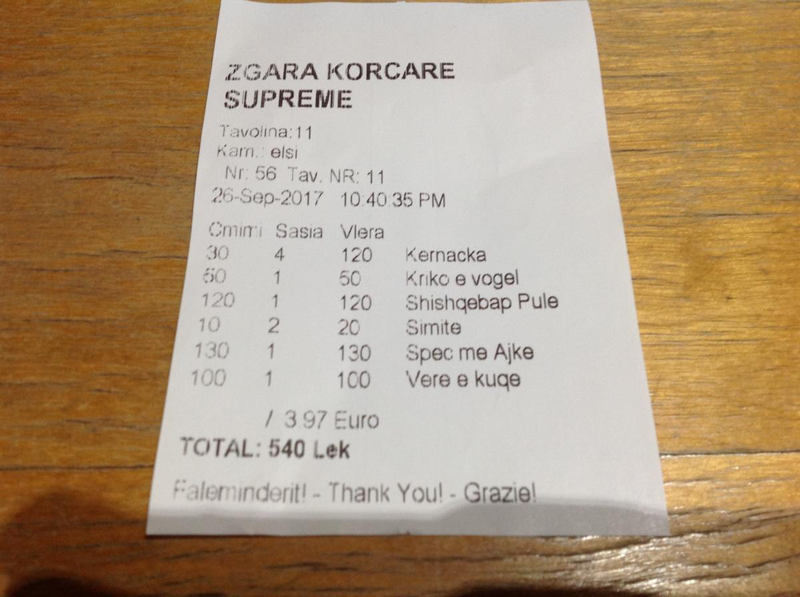 ZGARA KORCARE
SUPREME
Tavolina:11
Kam.: elsi
Nr: 56 Tav. NR: 11
26-Sep-2017 10:40:35 PM
Cmimi Sasia Vlera
30 4 120 Kernacka
50 1 50 Kriko e vogel
120 1 120 Shishqebap Pule
10 2 20 Simite
130 1 130 Spec me Ajke
100 1 100 Vere e kuqe
/ 3.97 Euro
TOTAL: 540 Lek
Faleminderit! - Thank You! - Grazie!